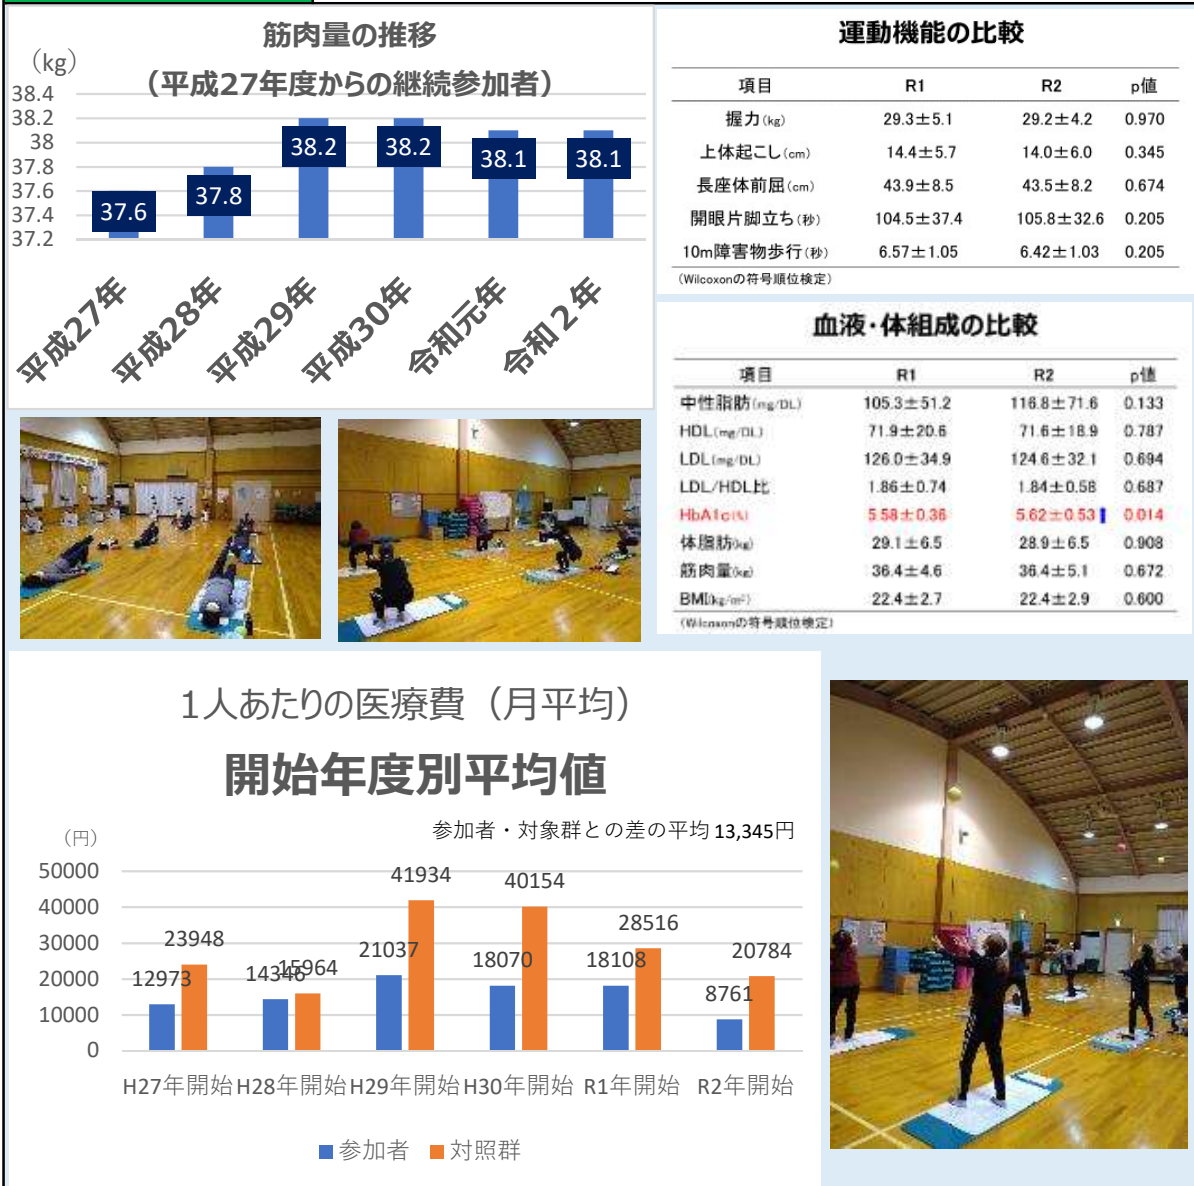 筋肉量の推移
（平成27年度からの継続参加者）
（kg）
38.4
38.2
38
37.8
37.6
37.4
37.2
37.6
37.8
38.2
38.2
38.1
38.1
平成27年
平成28年
平成29年
平成30年
令和元年
令和２年
運動機能の比較
項目 R1 R2 p値
握力(kg) 29.3±5.1 29.2±4.2 0.970
上体起こし(cm) 14.4±5.7 14.0±6.0 0.345
長座体前屈(cm) 43.9±8.5 43.5±8.2 0.674
開眼片脚立ち(秒) 104.5±37.4 105.8±32.6 0.205
10m障害物歩行(秒) 6.57±1.05 6.42±1.03 0.205
(Wilcoxonの符号順位検定)
血液・体組成の比較
項目 R1 R2 p値
中性脂肪(mg/DL) 105.3±51.2 116.8±71.6 0.133
HDL(mg/DL) 71.9±20.6 71.6±18.9 0.787
LDL(mg/DL) 126.0±34.9 124.6±32.1 0.694
LDL/HDL比 1.86±0.74 1.84±0.58 0.687
HbA1c(%) 5.58±0.36 5.62±0.53 0.014
体脂肪(kg) 29.1±6.5 28.9±6.5 0.908
筋肉量(kg) 36.4±4.6 36.4±5.1 0.672
BMI(kg/m²) 22.4±2.7 22.4±2.9 0.600
(Wilcoxonの符号順位検定)
1人あたりの医療費（月平均）
開始年度別平均値
参加者・対象群との差の平均 13,345円
（円）
50000
40000
30000
20000
10000
0
12973
23948
14346
15964
21037
41934
18070
40154
18108
28516
8761
20784
H27年開始 H28年開始 H29年開始 H30年開始 R1年開始 R2年開始
参加者 対照群